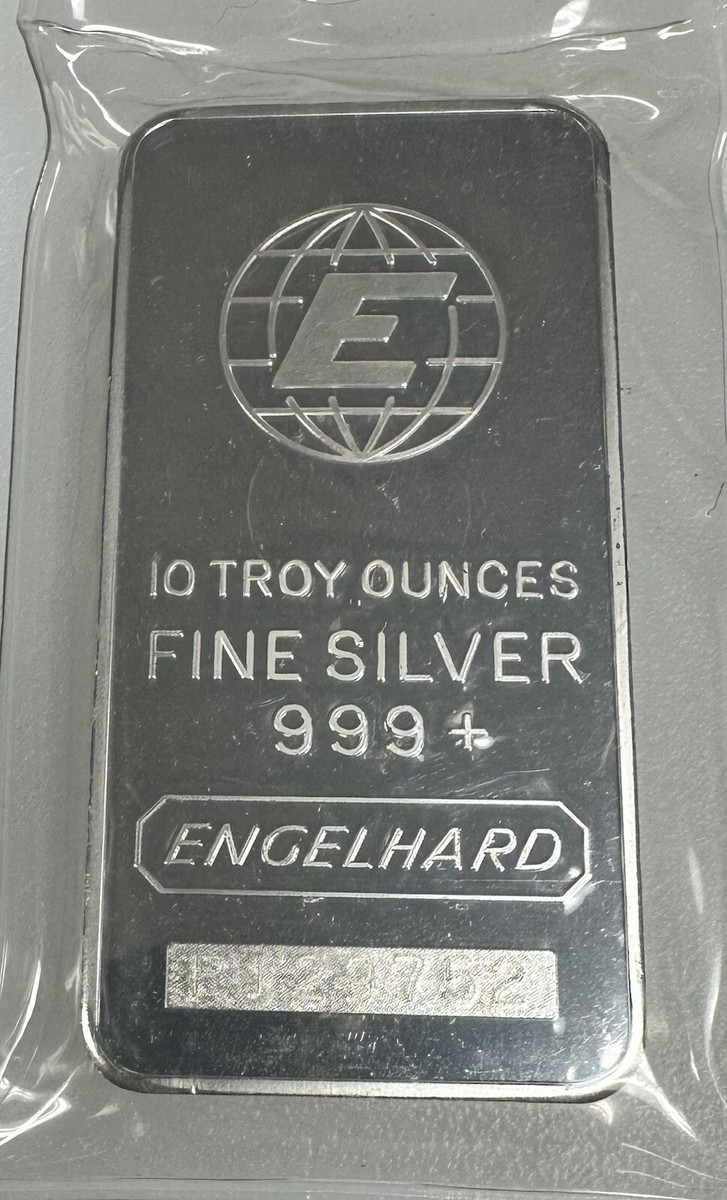 E
10 TROY OUNCES
FINE SILVER
999+
ENGELHARD